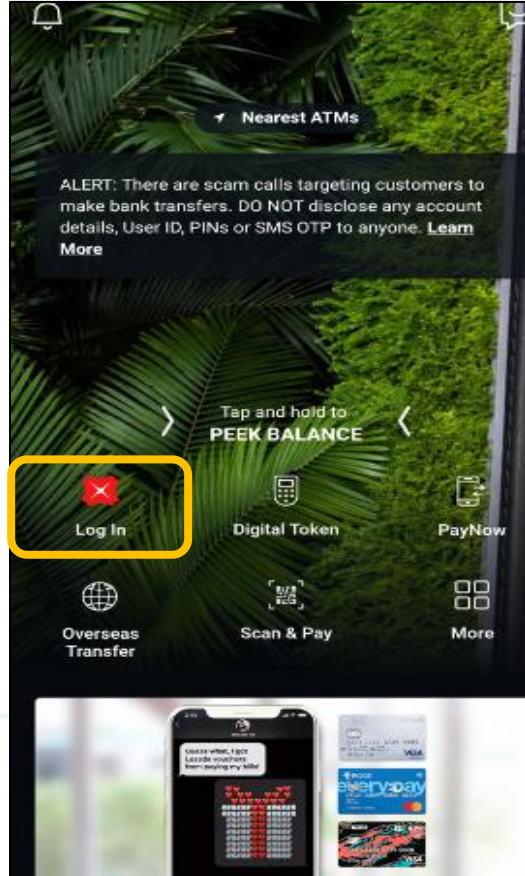 Nearest ATMs
ALERT: There are scam calls targeting customers to
make bank transfers. DO NOT disclose any account
details, User ID, PINs or SMS OTP to anyone. Learn
More
Tap and hold to
PEEK BALANCE
Log In
Digital Token
PayNow
Overseas
Transfer
Scan & Pay
More
Guess what, I got
Lazada vouchers
from paying my bills!
POSB
everyday
VISA
VISA